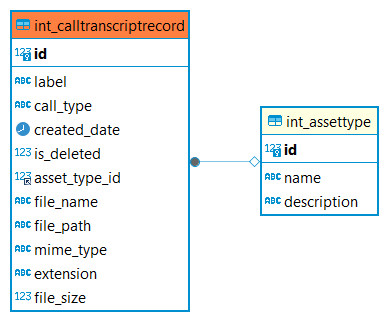 int_calltranscriptrecord
123 id
ABC label
ABC call_type
created_date
123 is_deleted
123 asset_type_id
ABC file_name
ABC file_path
ABC mime_type
ABC extension
123 file_size
int_assettype
123 id
ABC name
ABC description